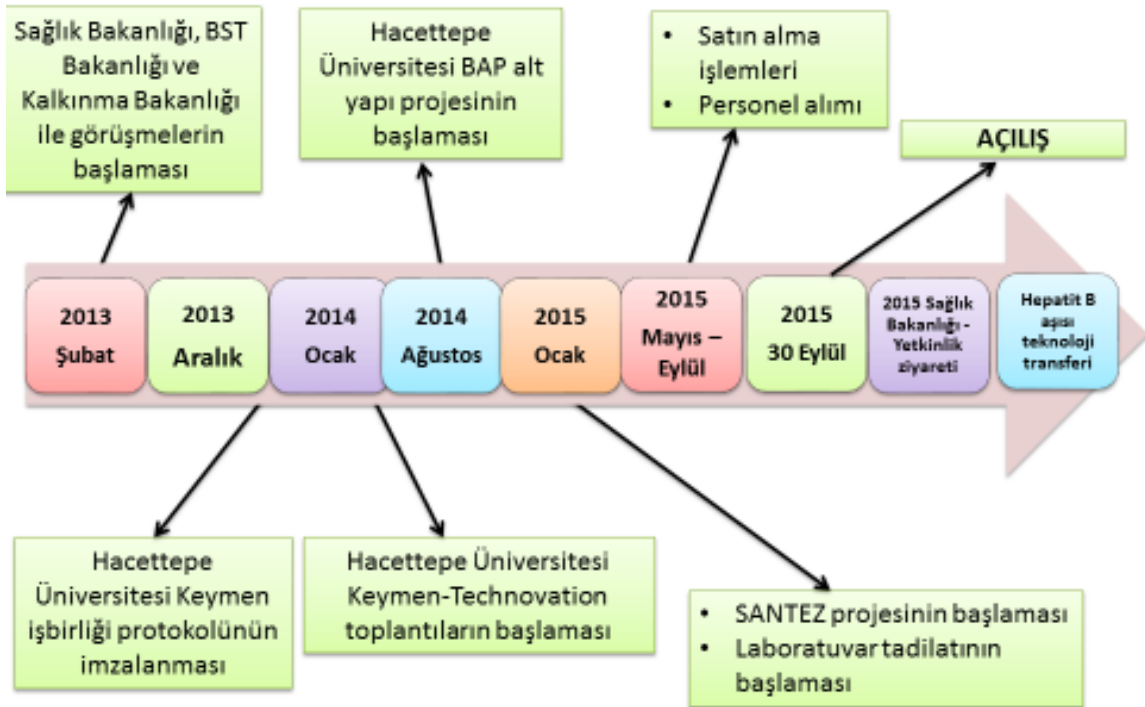 Sağlık Bakanlığı, BST
Bakanlığı ve
Kalkınma Bakanlığı
ile görüşmelerin
başlaması
Hacettepe
Üniversitesi BAP alt
yapı projesinin
başlaması
• Satın alma
işlemleri
• Personel alımı
AÇILIŞ
2013
Şubat
2013
Aralık
2014
Ocak
2014
Ağustos
2015
Ocak
2015
Mayıs –
Eylül
2015
30 Eylül
2015 Sağlık
Bakanlığı -
Yetkinlik
ziyareti
Hepatit B
aşısı
teknoloji
transferi
Hacettepe
Üniversitesi Keymen
işbirliği protokolünün
imzalanması
Hacettepe Üniversitesi
Keymen-Technovation
toplantıların başlaması
• SANTEZ projesinin başlaması
• Laboratuvar tadilatının
başlaması